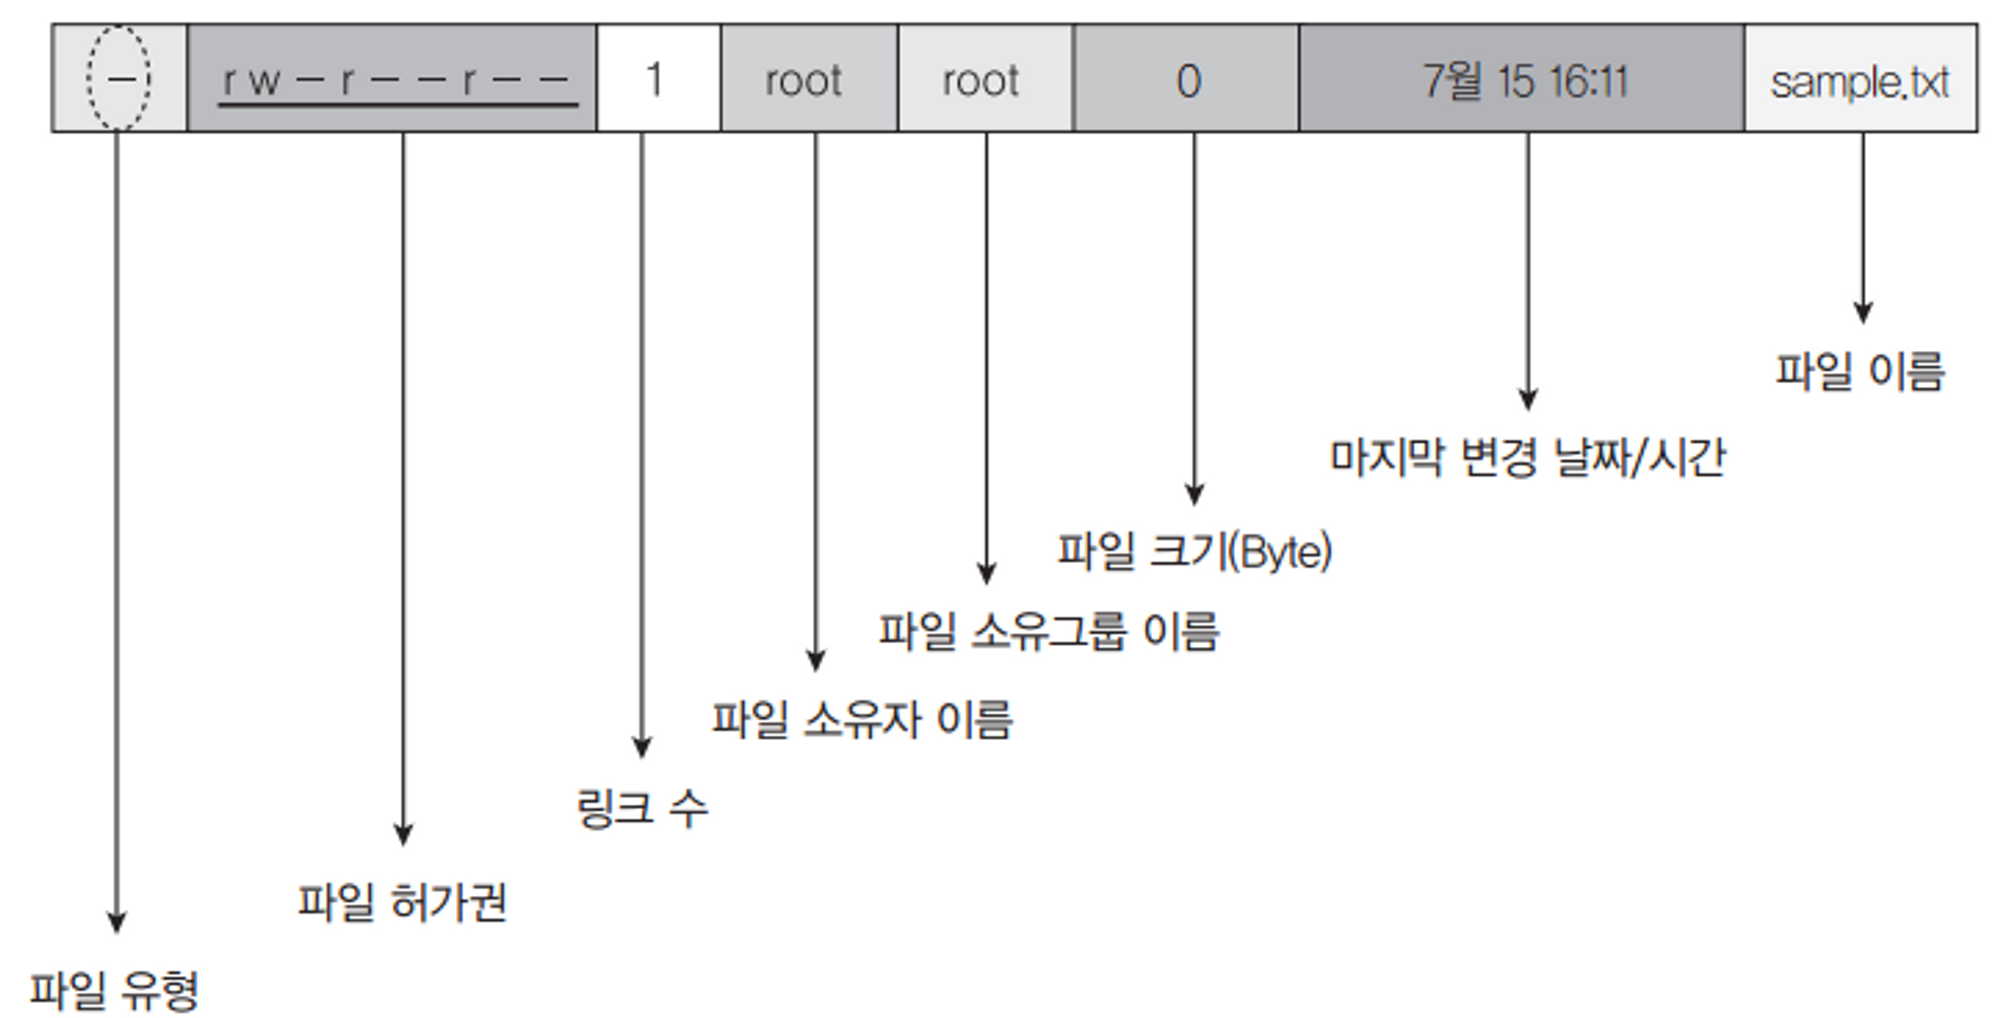 – rw–r––r–– 1 root root 0 7월 15 16:11 sample.txt
파일 이름
마지막 변경 날짜/시간
파일 크기(Byte)
파일 소유그룹 이름
파일 소유자 이름
링크 수
파일 허가권
파일 유형